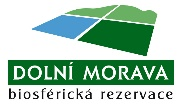 DOLNÍ MORAVA
biosférická rezervace